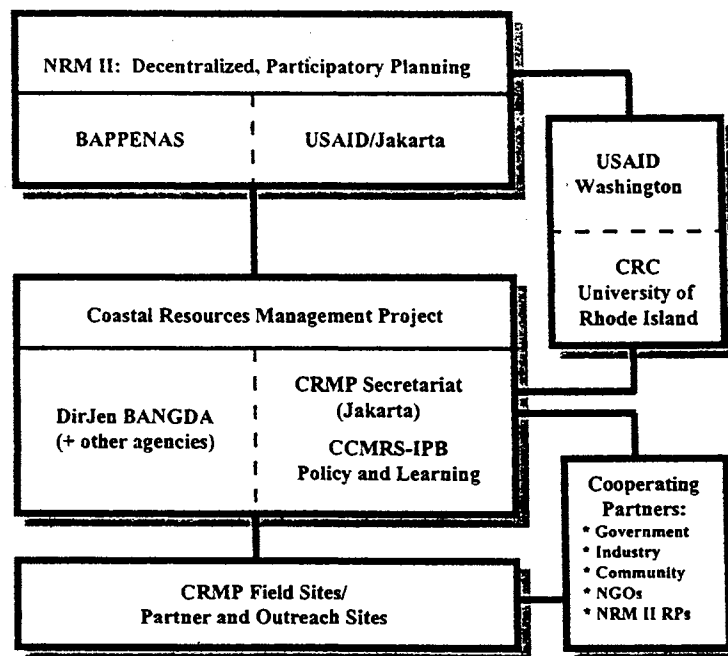 NRM II: Decentralized, Participatory Planning
BAPPENAS
USAID/Jakarta
USAID
Washington
CRC
University of
Rhode Island
Coastal Resources Management Project
DirJen BANGDA
(+ other agencies)
CRMP Secretariat
(Jakarta)
CCMRS-IPB
Policy and Learning
Cooperating
Partners:
* Government
* Industry
* Community
* NGOs
* NRM II RPs
CRMP Field Sites/
Partner and Outreach Sites